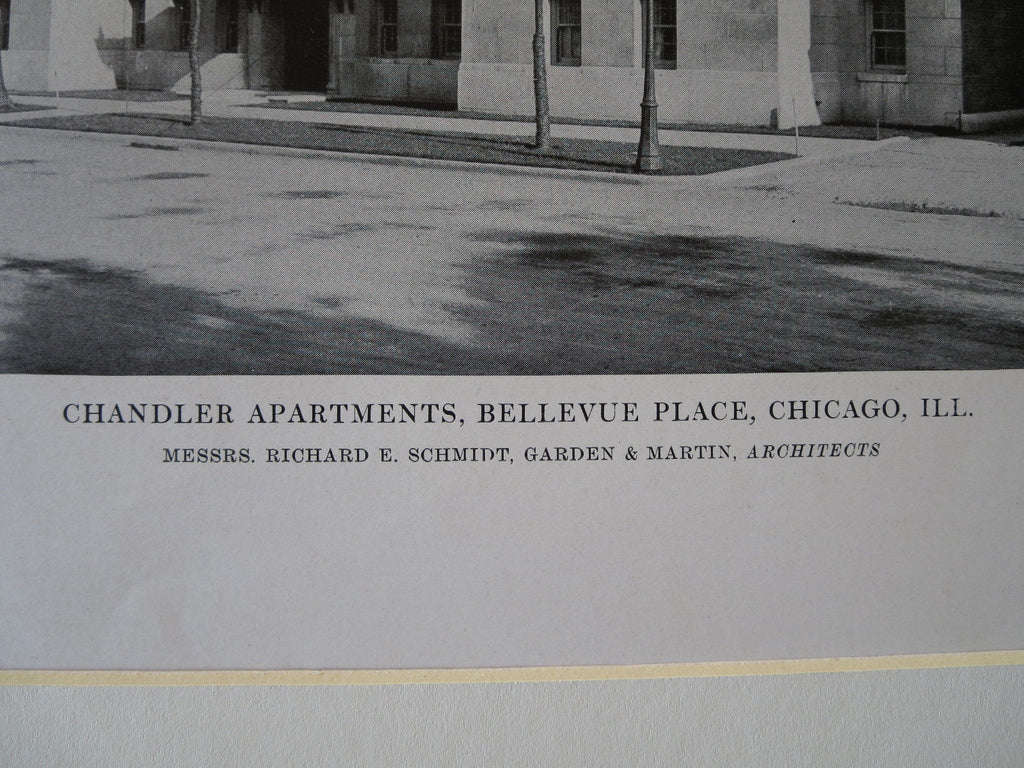 CHANDLER APARTMENTS, BELLEVUE PLACE, CHICAGO, ILL.
MESSRS. RICHARD E. SCHMIDT, GARDEN & MARTIN, ARCHITECTS